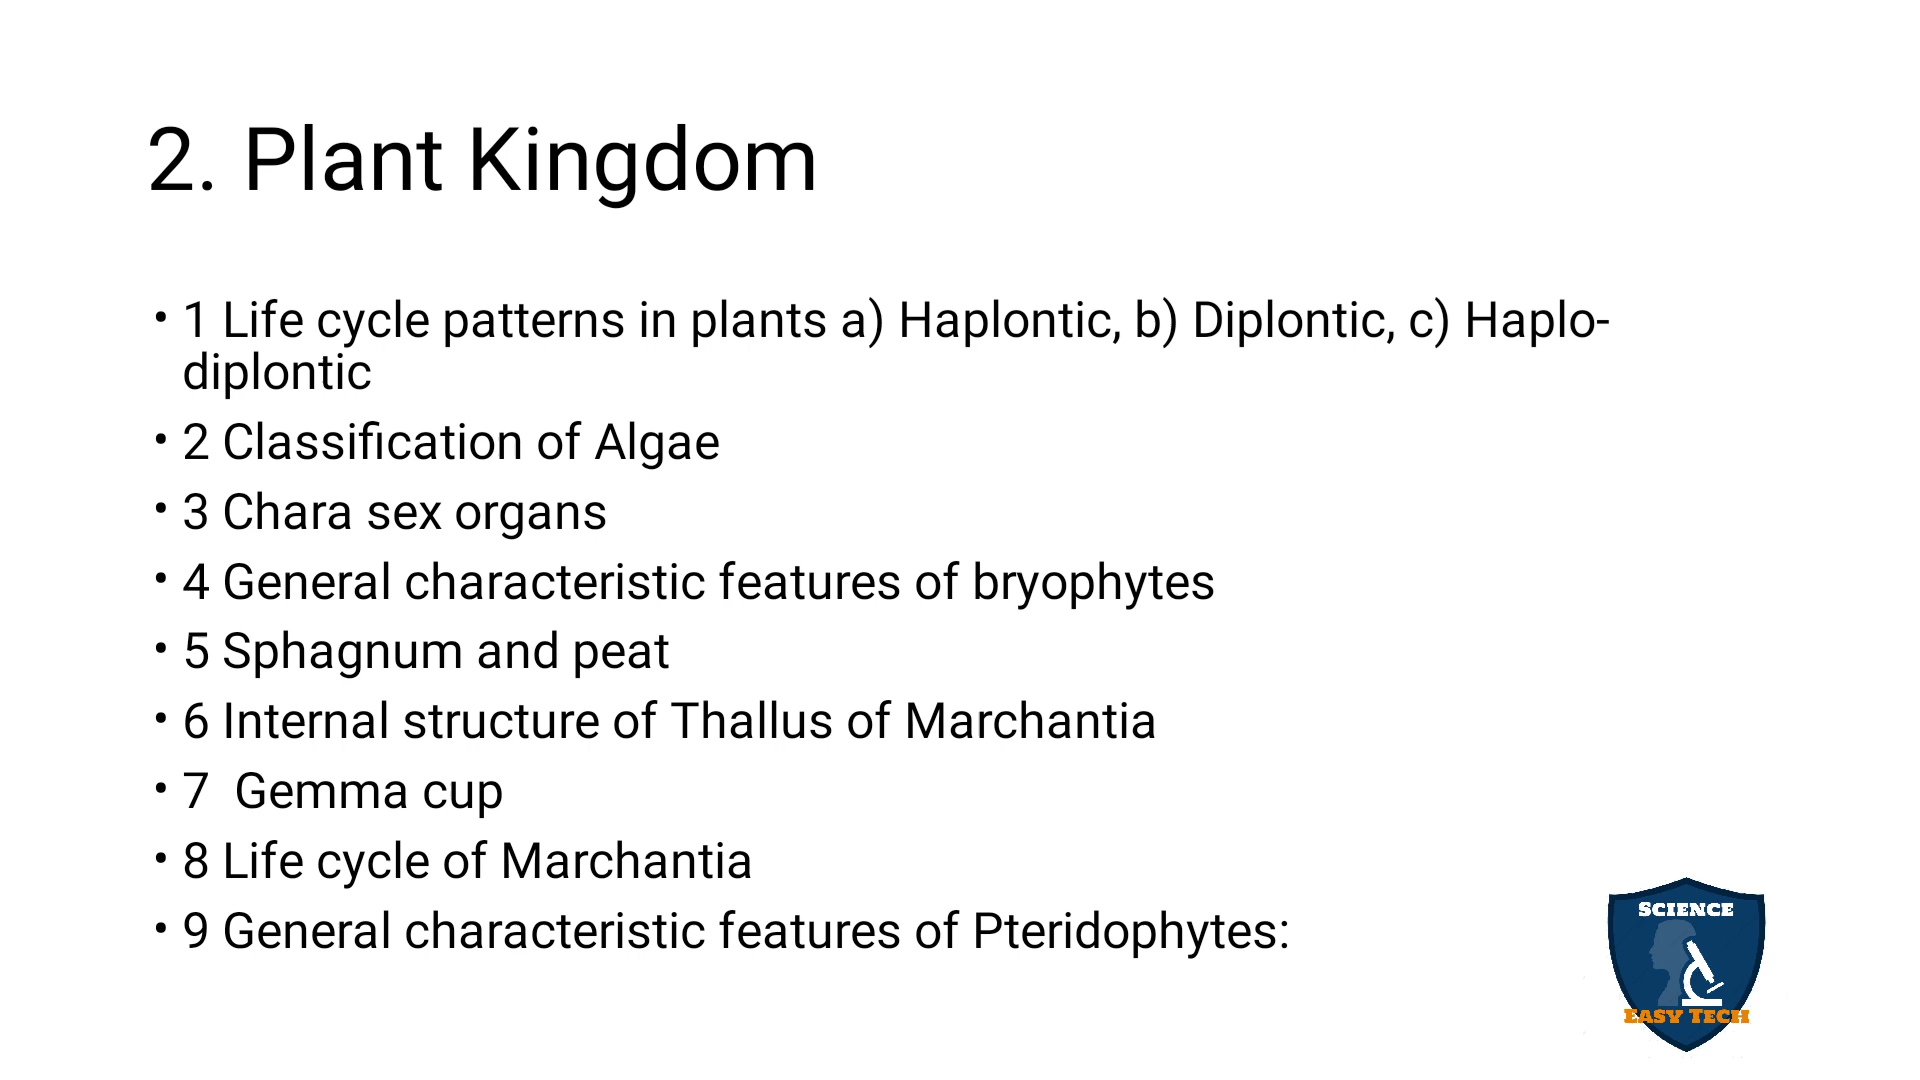 2. Plant Kingdom
• 1 Life cycle patterns in plants a) Haplontic, b) Diplontic, c) Haplo-
diplontic
• 2 Classification of Algae
• 3 Chara sex organs
• 4 General characteristic features of bryophytes
• 5 Sphagnum and peat
• 6 Internal structure of Thallus of Marchantia
• 7  Gemma cup
• 8 Life cycle of Marchantia
• 9 General characteristic features of Pteridophytes:
SCIENCE
EASY TECH